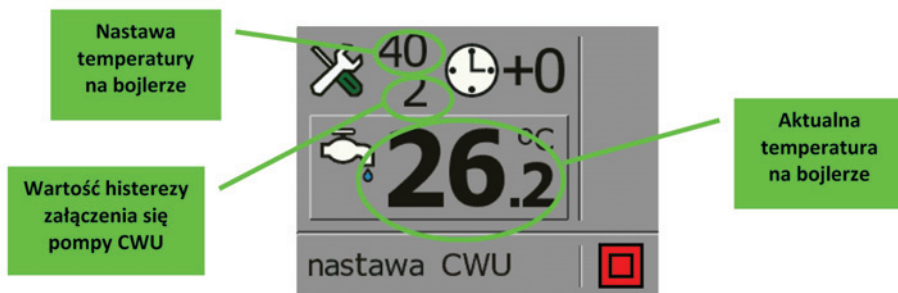 Nastawa
temperatury
na bojlerze
40
2
+0
Wartość histerezy
załączenia się
pompy CWU
26.2
°C
Aktualna
temperatura
na bojlerze
nastawa CWU